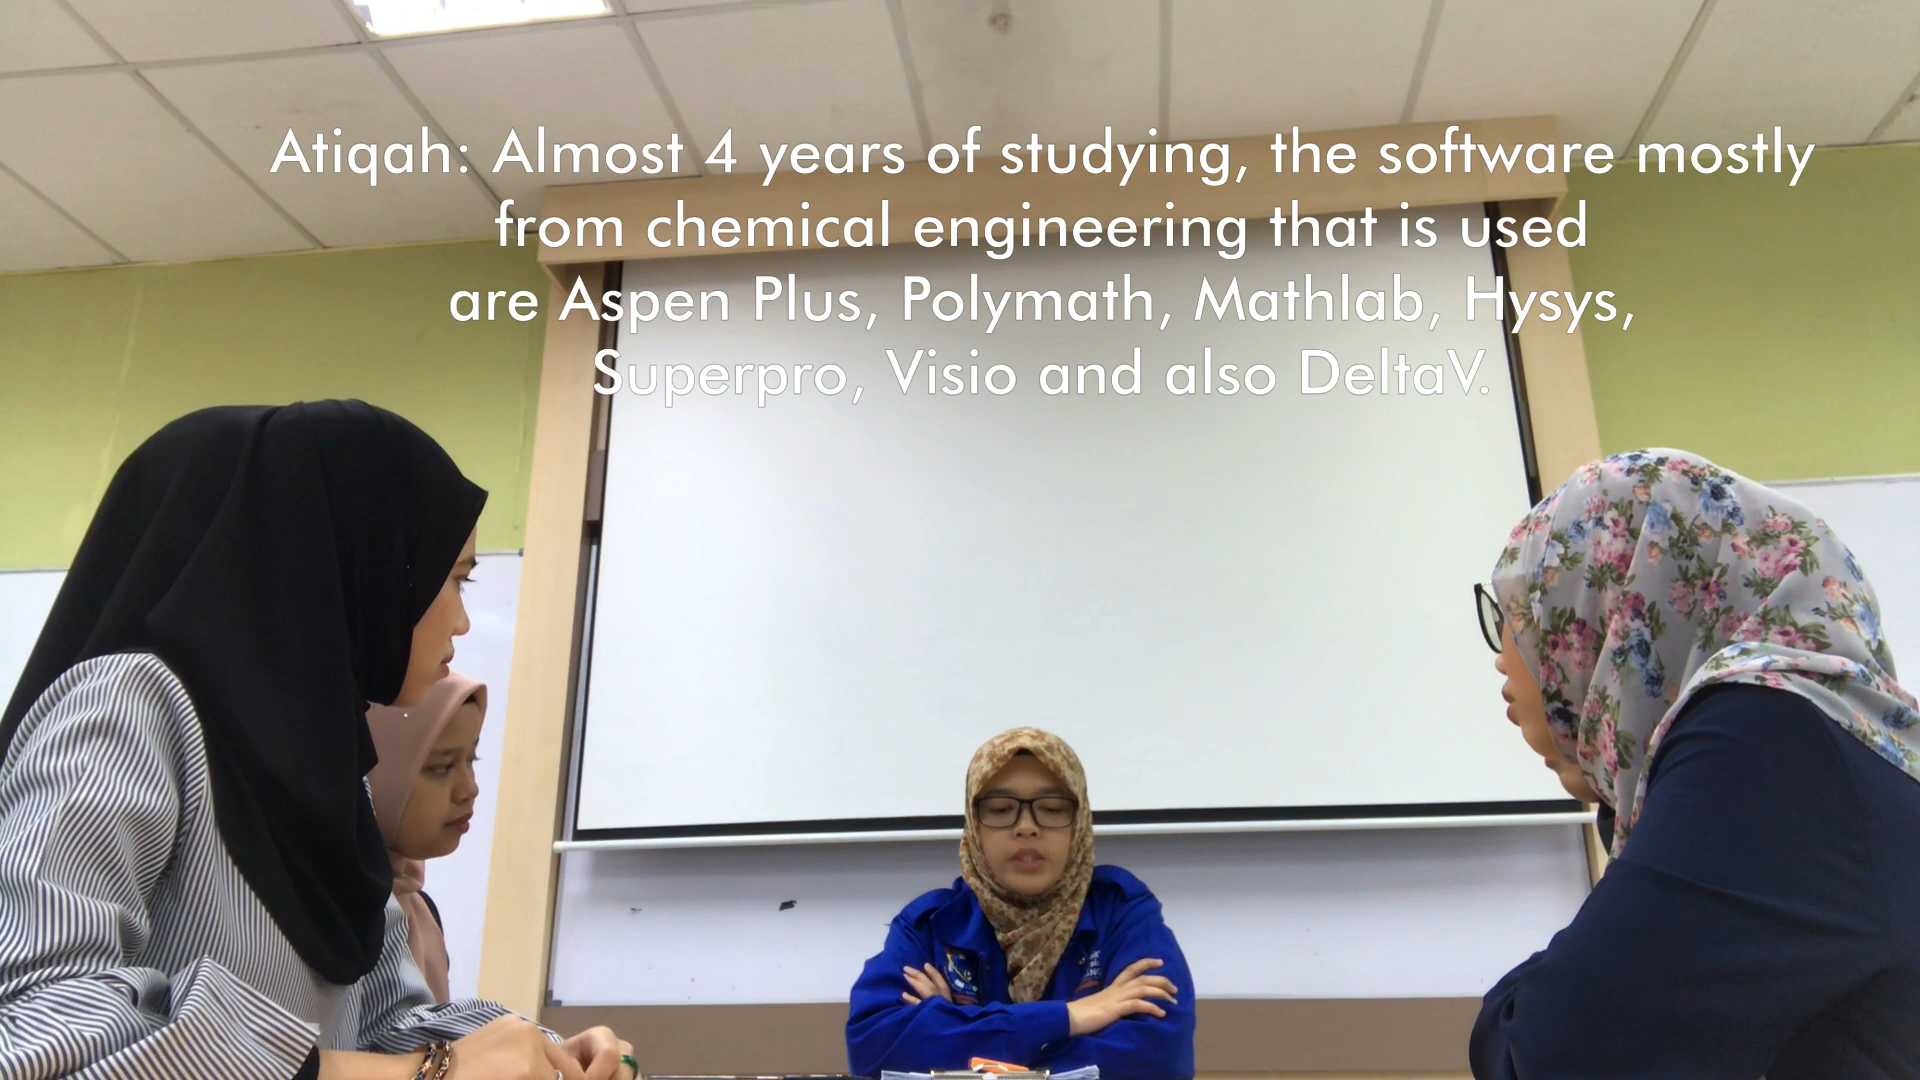 Atiqah: Almost 4 years of studying, the software mostly
from chemical engineering that is used
are Aspen Plus, Polymath, Mathlab, Hysys,
Superpro, Visio and also DeltaV.